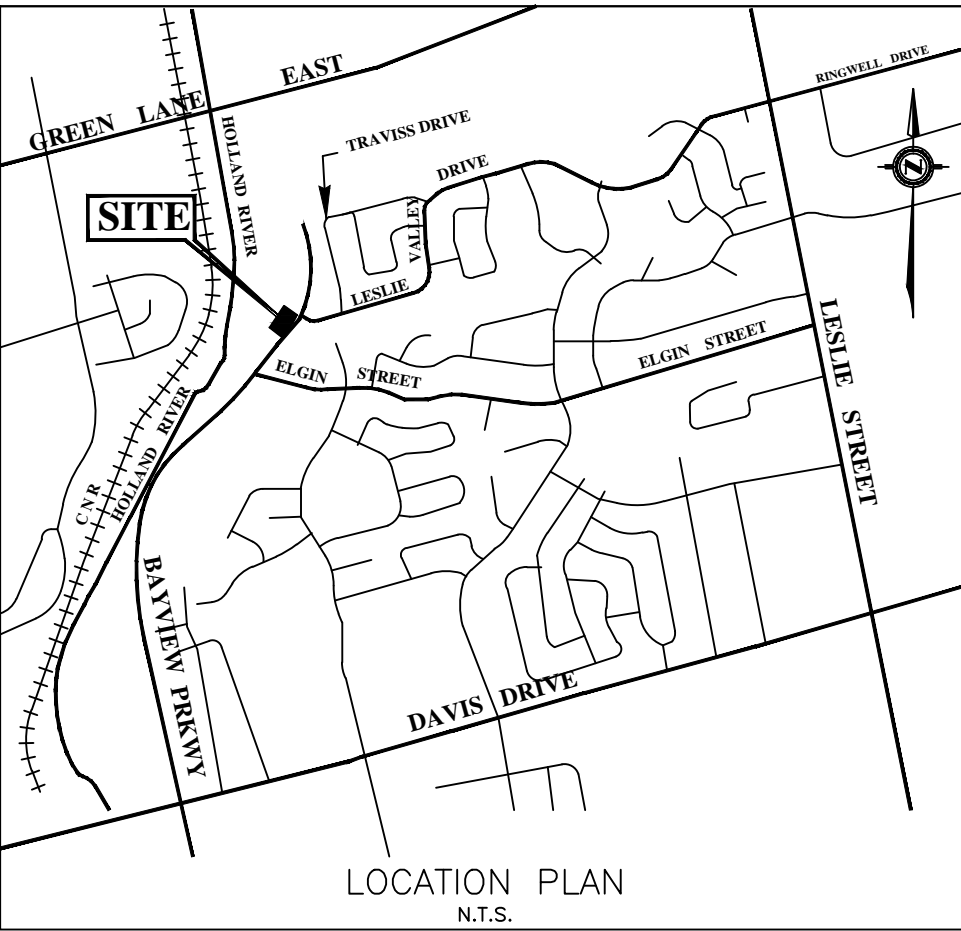 GREEN LANE EAST
RINGWELL DRIVE
HOLLAND RIVER
TRAVISS DRIVE
N
SITE
LESLIE VALLEY DRIVE
ELGIN STREET
ELGIN STREET
LESLIE STREET
CNR
HOLLAND RIVER
BAYVIEW PRKWY
DAVIS DRIVE
LOCATION PLAN
N.T.S.